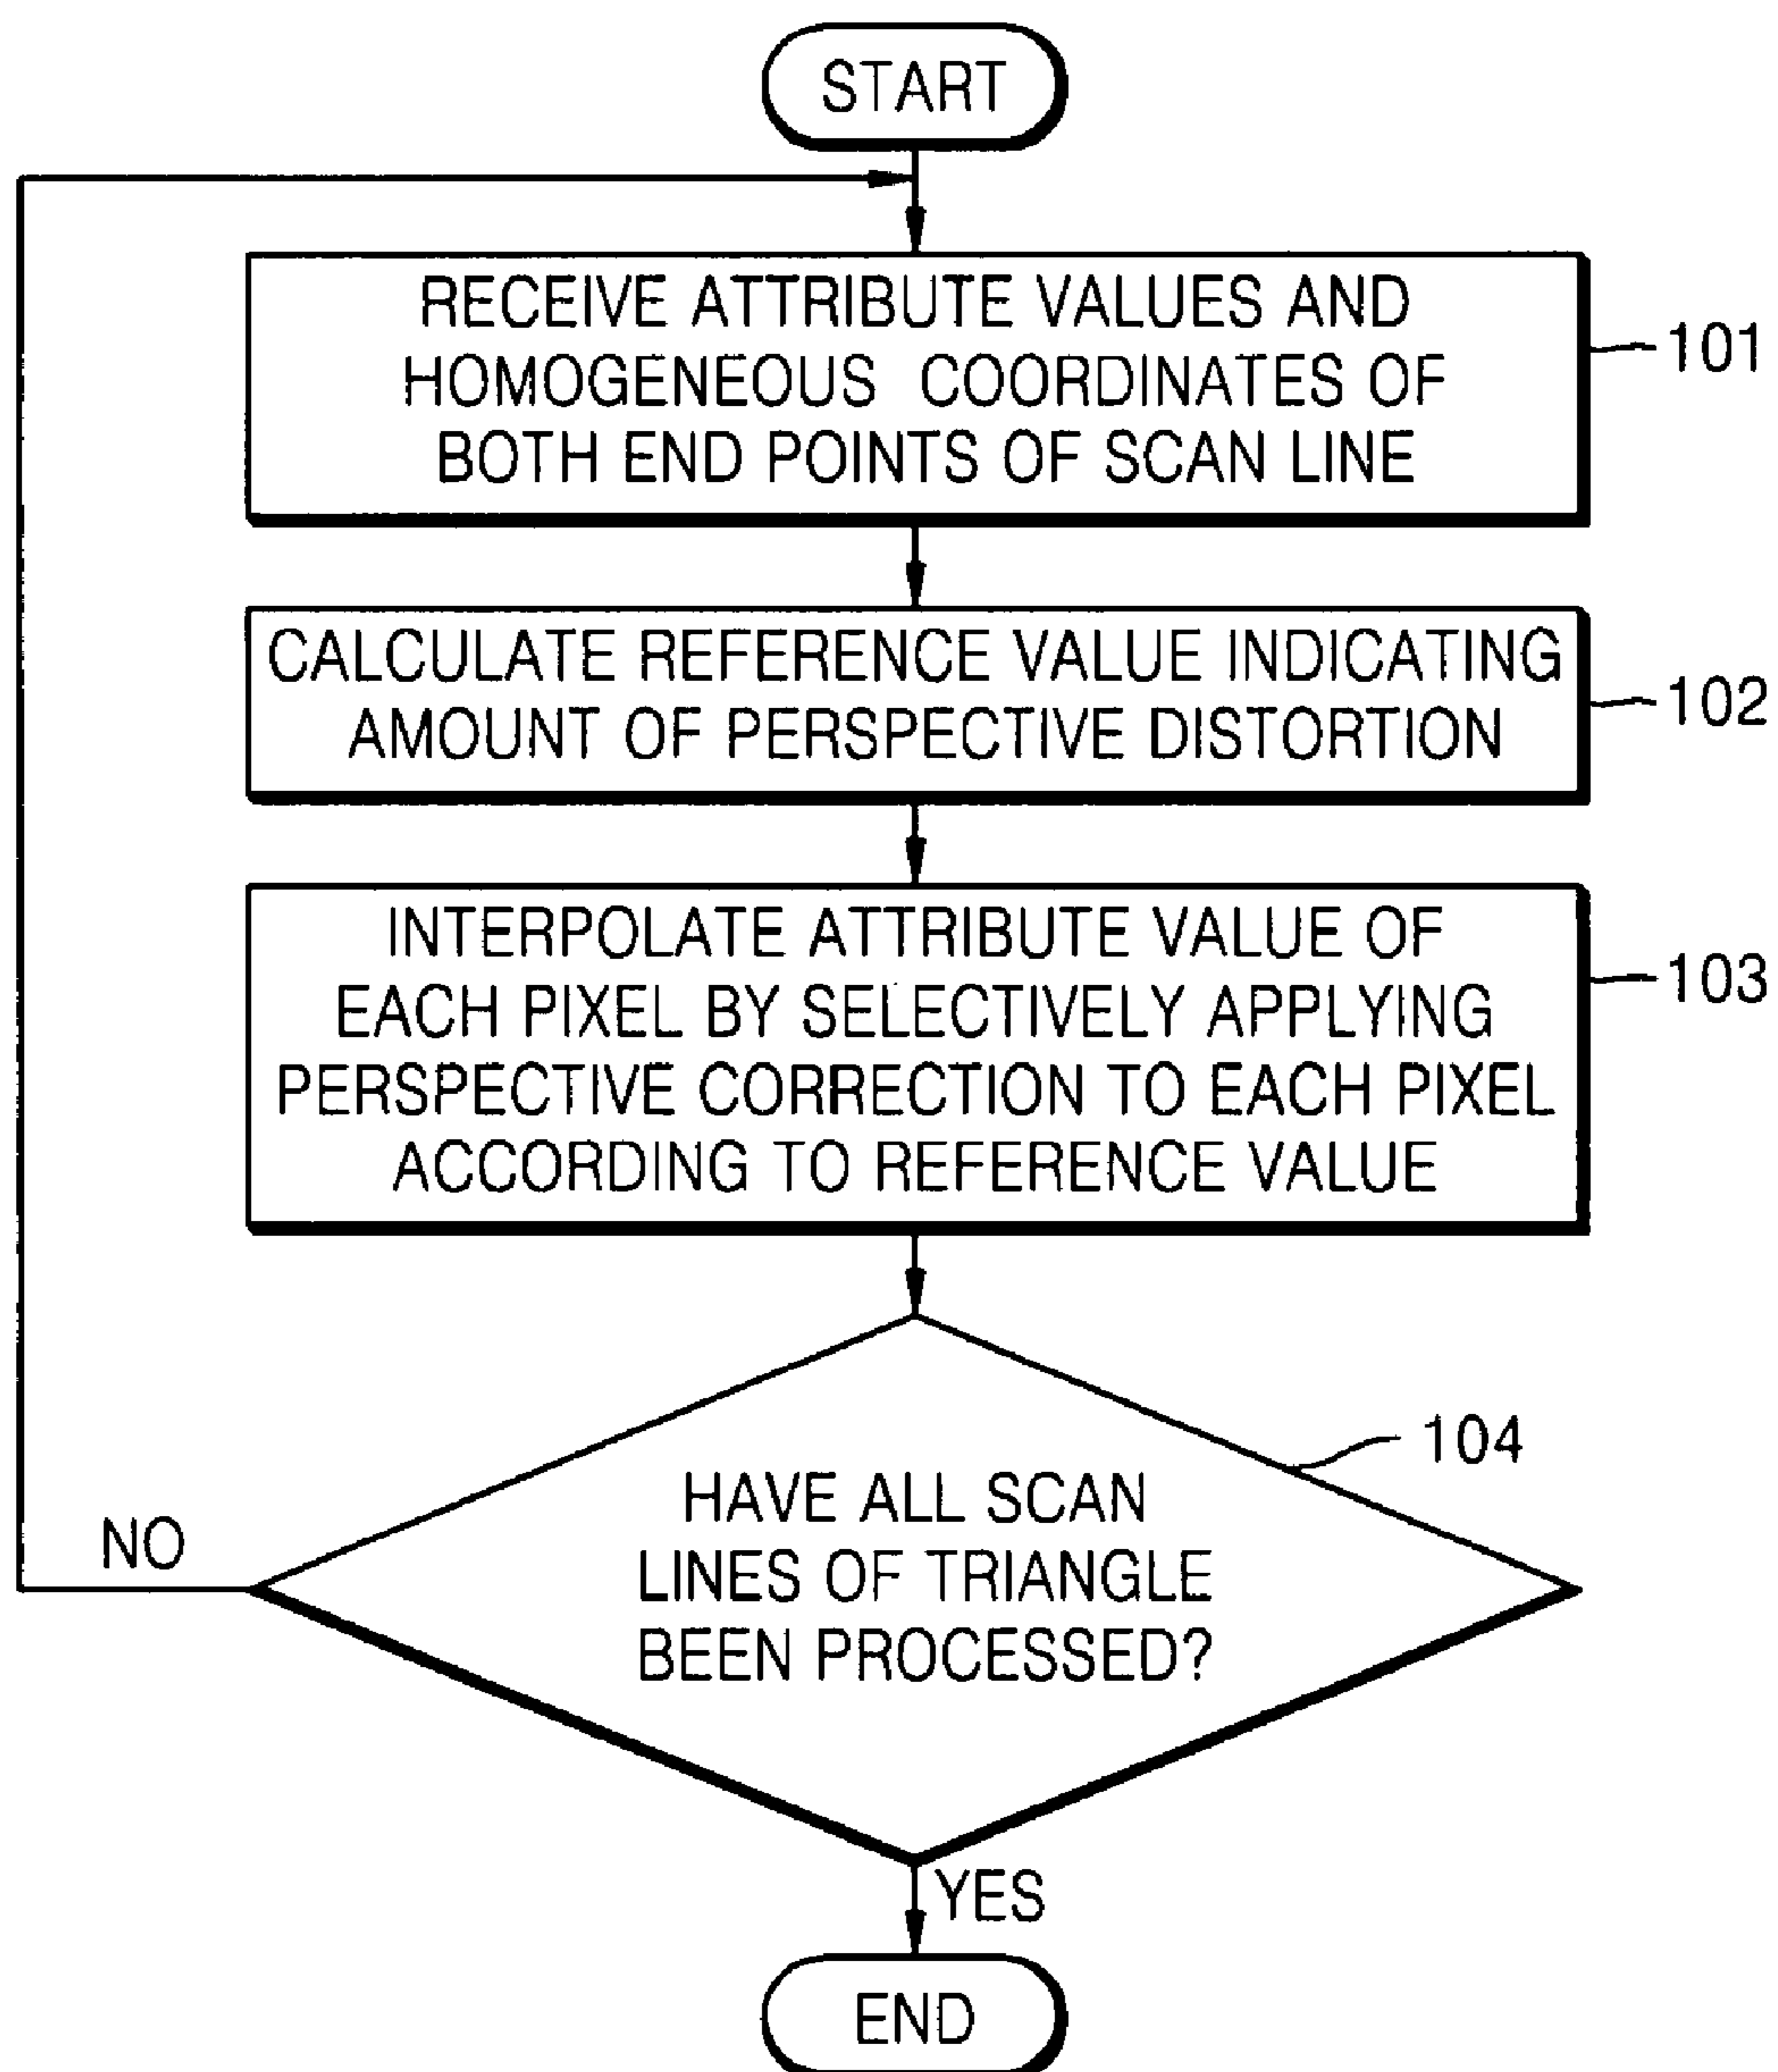 START
RECEIVE ATTRIBUTE VALUES AND
HOMOGENEOUS COORDINATES OF
BOTH END POINTS OF SCAN LINE
101
CALCULATE REFERENCE VALUE INDICATING
AMOUNT OF PERSPECTIVE DISTORTION
102
INTERPOLATE ATTRIBUTE VALUE OF
EACH PIXEL BY SELECTIVELY APPLYING
PERSPECTIVE CORRECTION TO EACH PIXEL
ACCORDING TO REFERENCE VALUE
103
HAVE ALL SCAN
LINES OF TRIANGLE
BEEN PROCESSED?
104
NO
YES
END